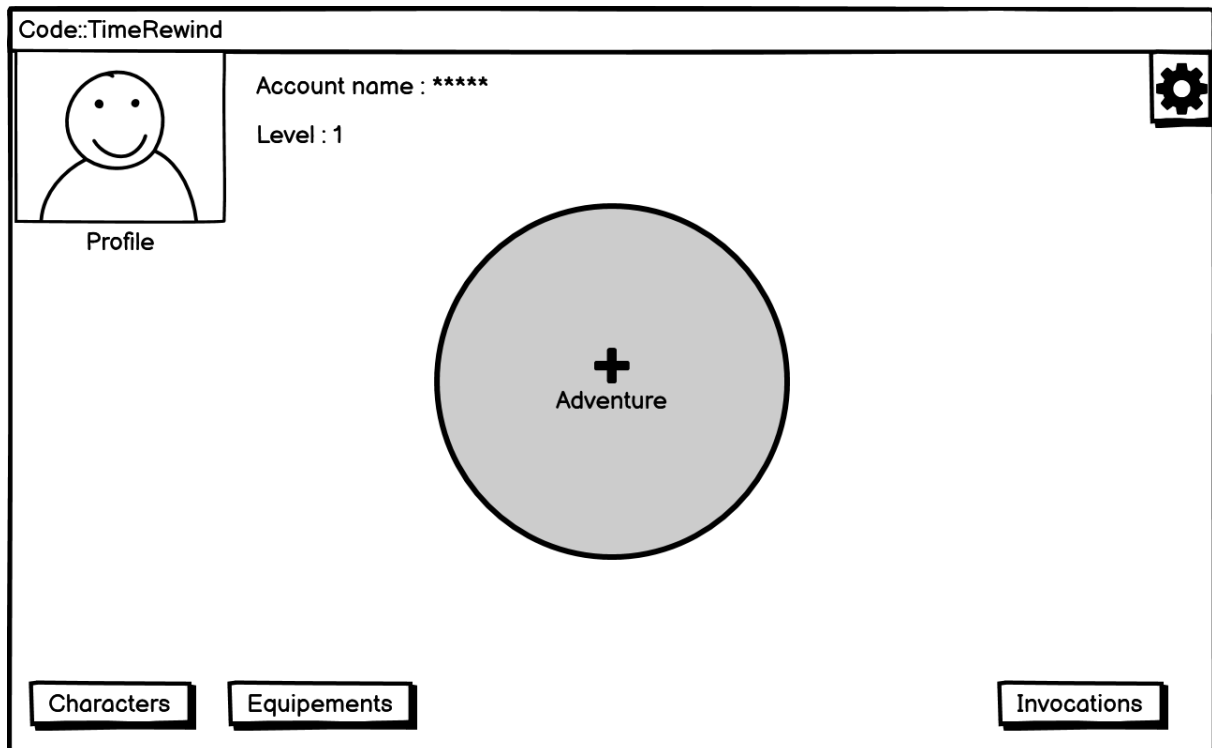 Code::TimeRewind
Account name : *****
Level : 1
Profile
Adventure
Characters
Equipements
Invocations